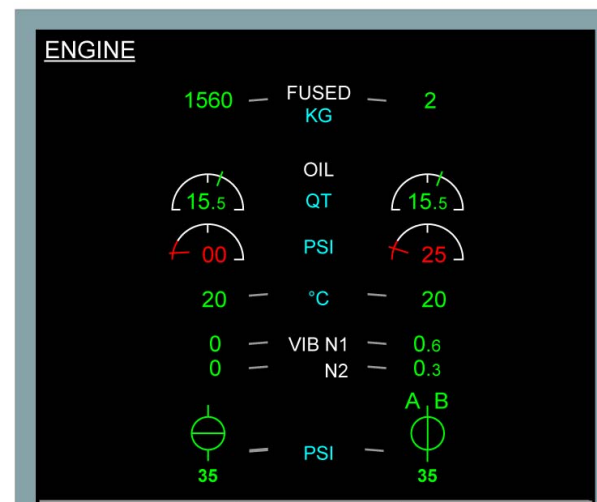 ENGINE
1560 FUSED 2
KG
OIL
15.5 QT 15.5
00 PSI 25
20 °C 20
0 VIB N1 0.6
0 N2 0.3
A B
PSI
35 35